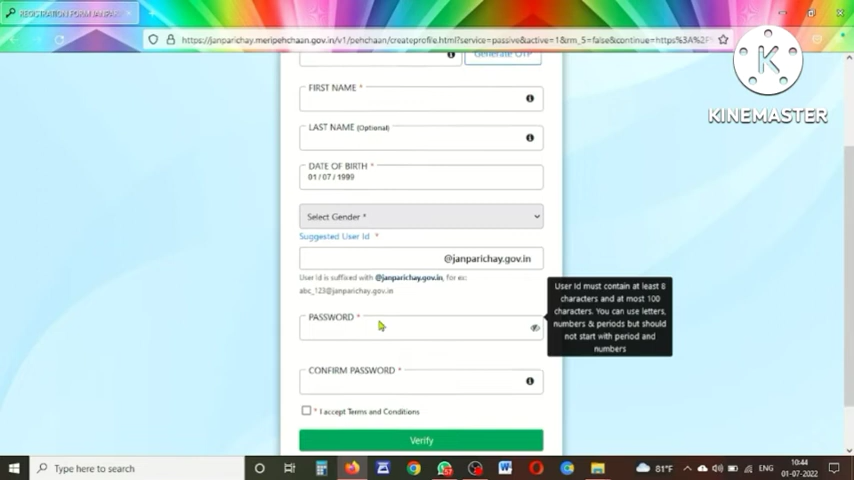 REGISTRATION FORM JANPAR
https://janparichay.meripehchaan.gov.in/v1/pehchaan/createprofile.html?service=passive&active=1&rm_5=false&continue=https%3A%2F
KINEMASTER
Generate OTP
FIRST NAME *
LAST NAME (Optional)
DATE OF BIRTH *
01 / 07 / 1999
Select Gender *
Suggested User Id *
@janparichay.gov.in
User Id is suffixed with @janparichay.gov.in, for ex:
abc_123@janparichay.gov.in
User Id must contain at least 8
characters and at most 100
characters. You can use letters,
numbers & periods but should
not start with period and
numbers
PASSWORD *
CONFIRM PASSWORD *
* I accept Terms and Conditions
Verify
Type here to search
81°F
ENG
10:44
01-07-2022